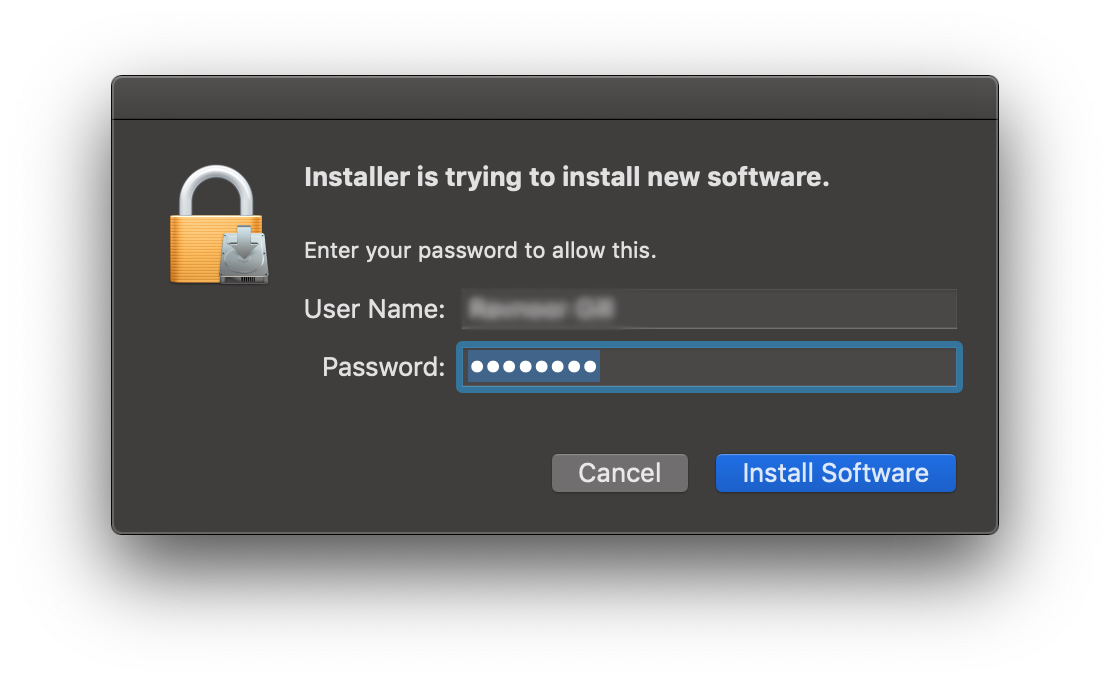 Installer is trying to install new software.
Enter your password to allow this.
User Name:
Password: ••••••••
Cancel
Install Software